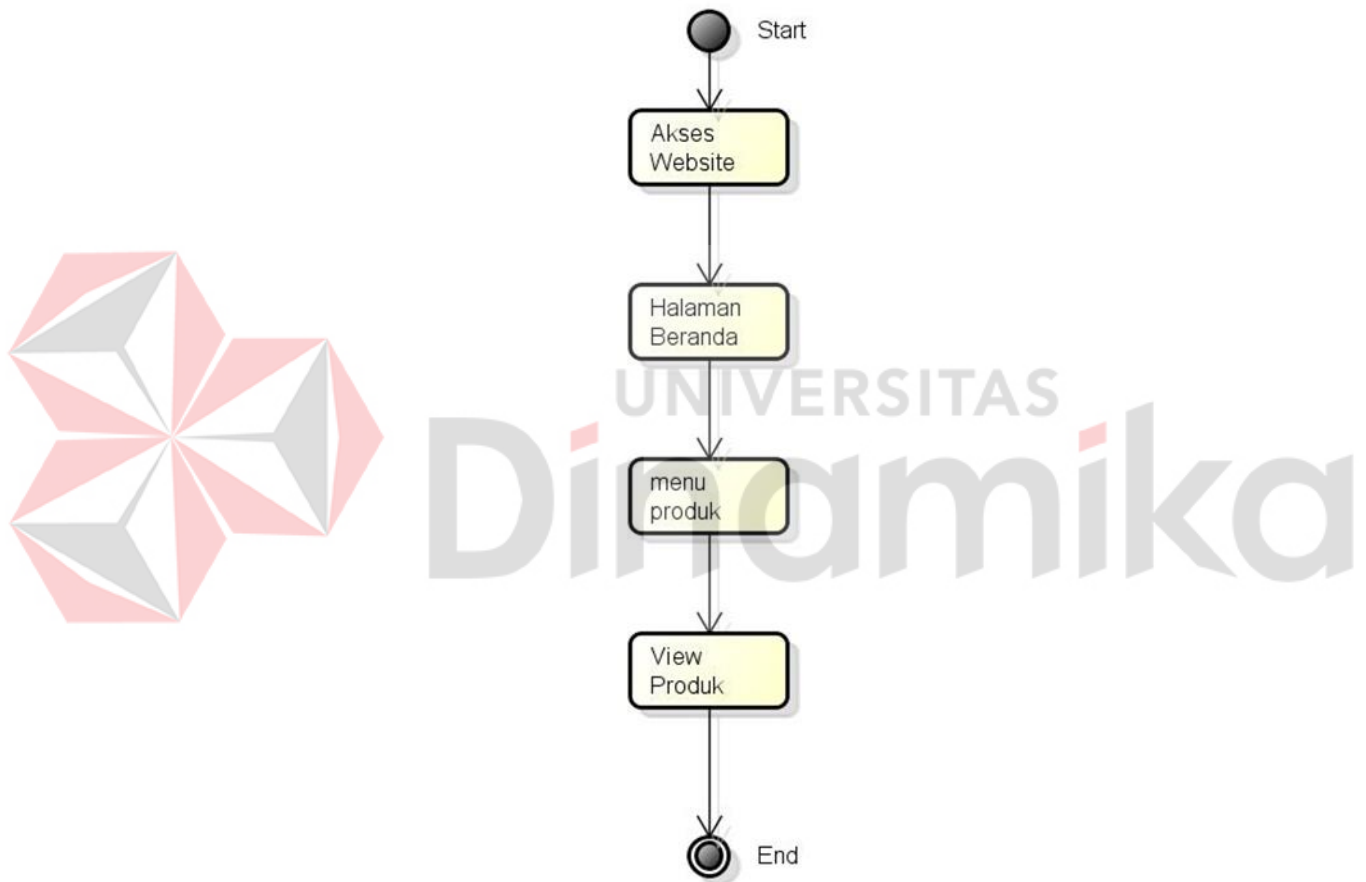 Start
Akses
Website
Halaman
Beranda
UNIVERSITAS
Dinamika
menu
produk
View
Produk
End